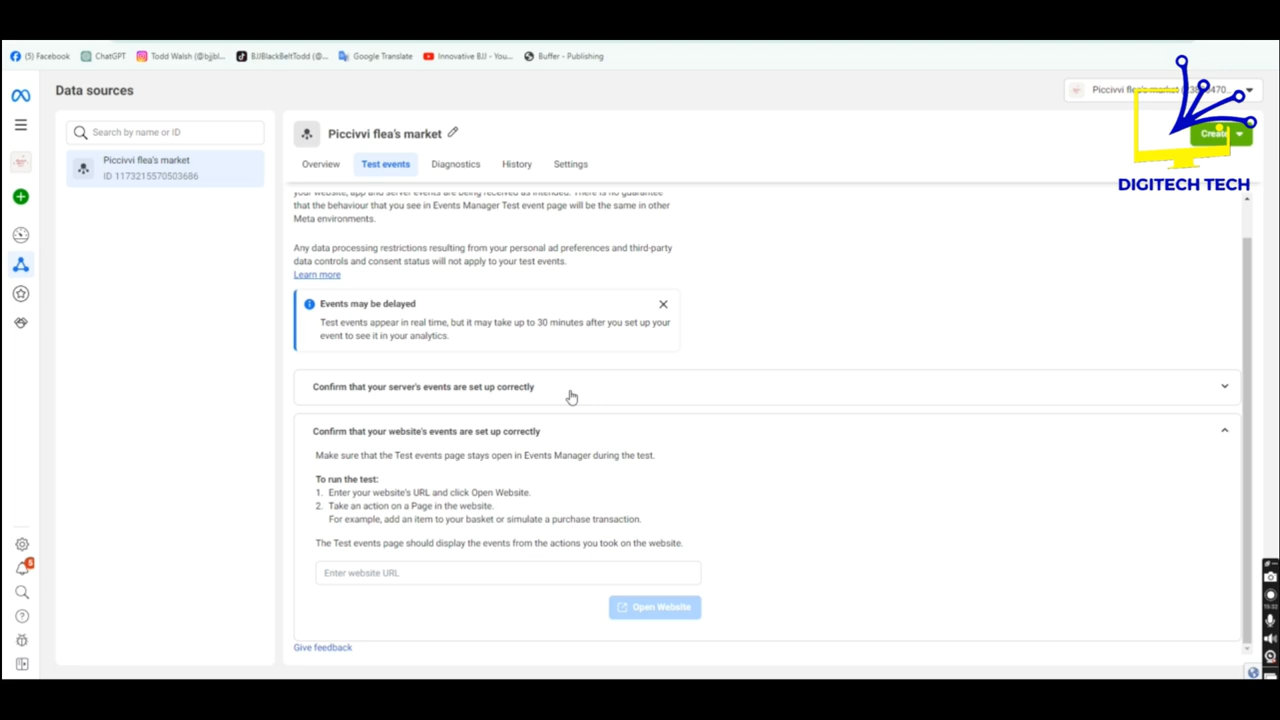 (5) Facebook
ChatGPT
Todd Walsh (@bjjbl...
BJJBlackBeltTodd (@...
Google Translate
Innovative BJJ - You...
Buffer - Publishing
Data sources
Piccivvi flea's market
Search by name or ID
Piccivvi flea's market
ID 1173215570503686
Piccivvi flea's market
Create
DIGITECH TECH
Overview
Test events
Diagnostics
History
Settings
your website, app and server events are being received as intended. There is no guarantee
that the behaviour that you see in Events Manager Test event page will be the same in other
Meta environments.
Any data processing restrictions resulting from your personal ad preferences and third-party
data controls and consent status will not apply to your test events.
Learn more
Events may be delayed
Test events appear in real time, but it may take up to 30 minutes after you set up your
event to see it in your analytics.
Confirm that your server's events are set up correctly
Confirm that your website's events are set up correctly
Make sure that the Test events page stays open in Events Manager during the test.
To run the test:
1. Enter your website's URL and click Open Website.
2. Take an action on a Page in the website.
For example, add an item to your basket or simulate a purchase transaction.
The Test events page should display the events from the actions you took on the website.
Enter website URL
Open Website
Give feedback